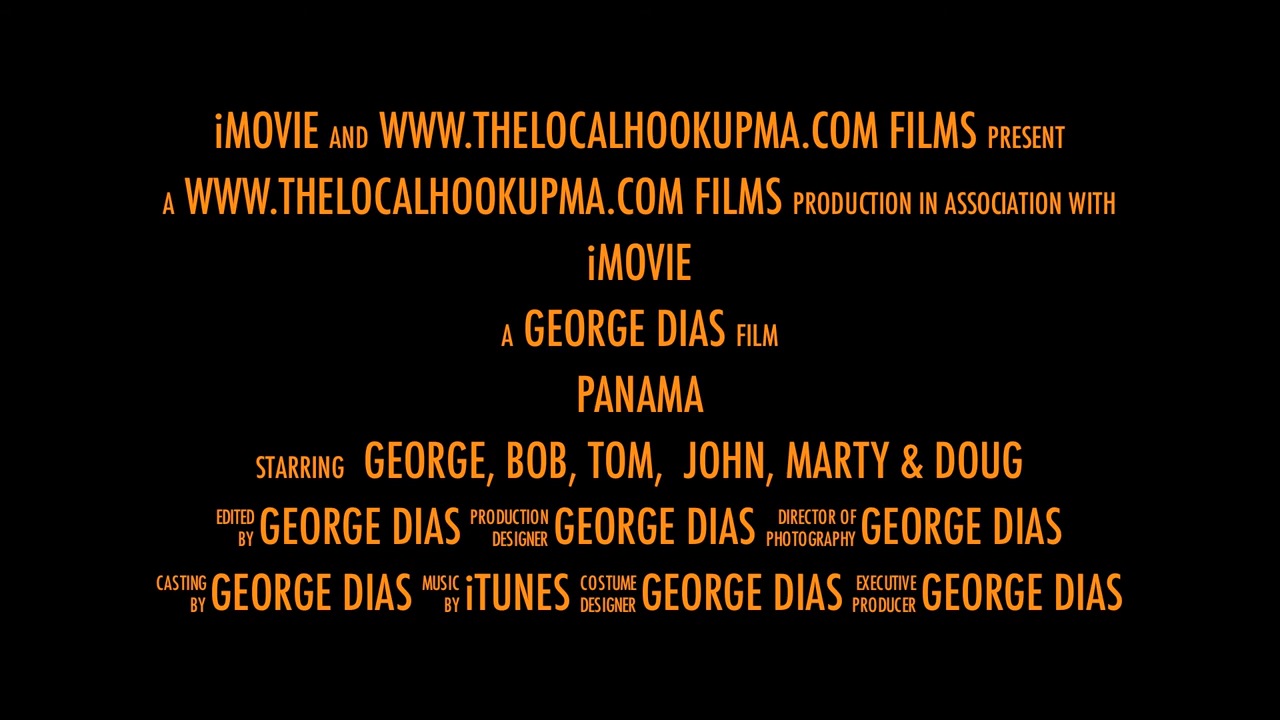 iMOVIE AND WWW.THELOCALHOOKUPMA.COM FILMS PRESENT
A WWW.THELOCALHOOKUPMA.COM FILMS PRODUCTION IN ASSOCIATION WITH
iMOVIE
A GEORGE DIAS FILM
PANAMA
STARRING GEORGE, BOB, TOM, JOHN, MARTY & DOUG
EDITED BY GEORGE DIAS PRODUCTION DESIGNER GEORGE DIAS DIRECTOR OF PHOTOGRAPHY GEORGE DIAS
CASTING BY GEORGE DIAS MUSIC BY iTUNES COSTUME DESIGNER GEORGE DIAS EXECUTIVE PRODUCER GEORGE DIAS